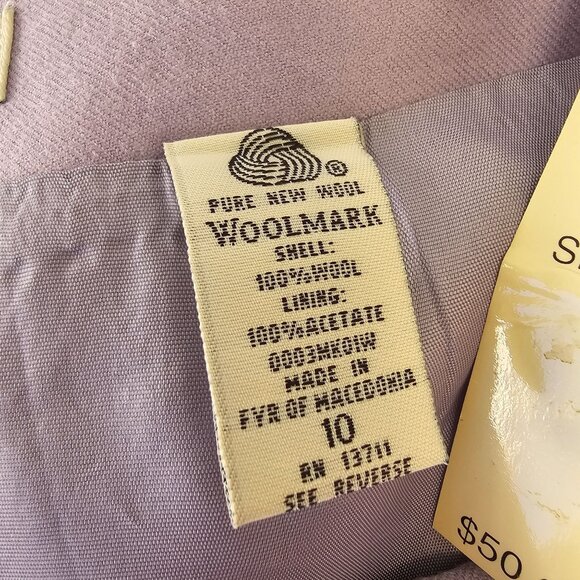 ®
PURE NEW WOOL
WOOLMARK
SHELL:
100%WOOL
LINING:
100%ACETATE
0003MK01W
MADE IN
FYR OF MACEDONIA
10
RN 13711
SEE REVERSE
$50